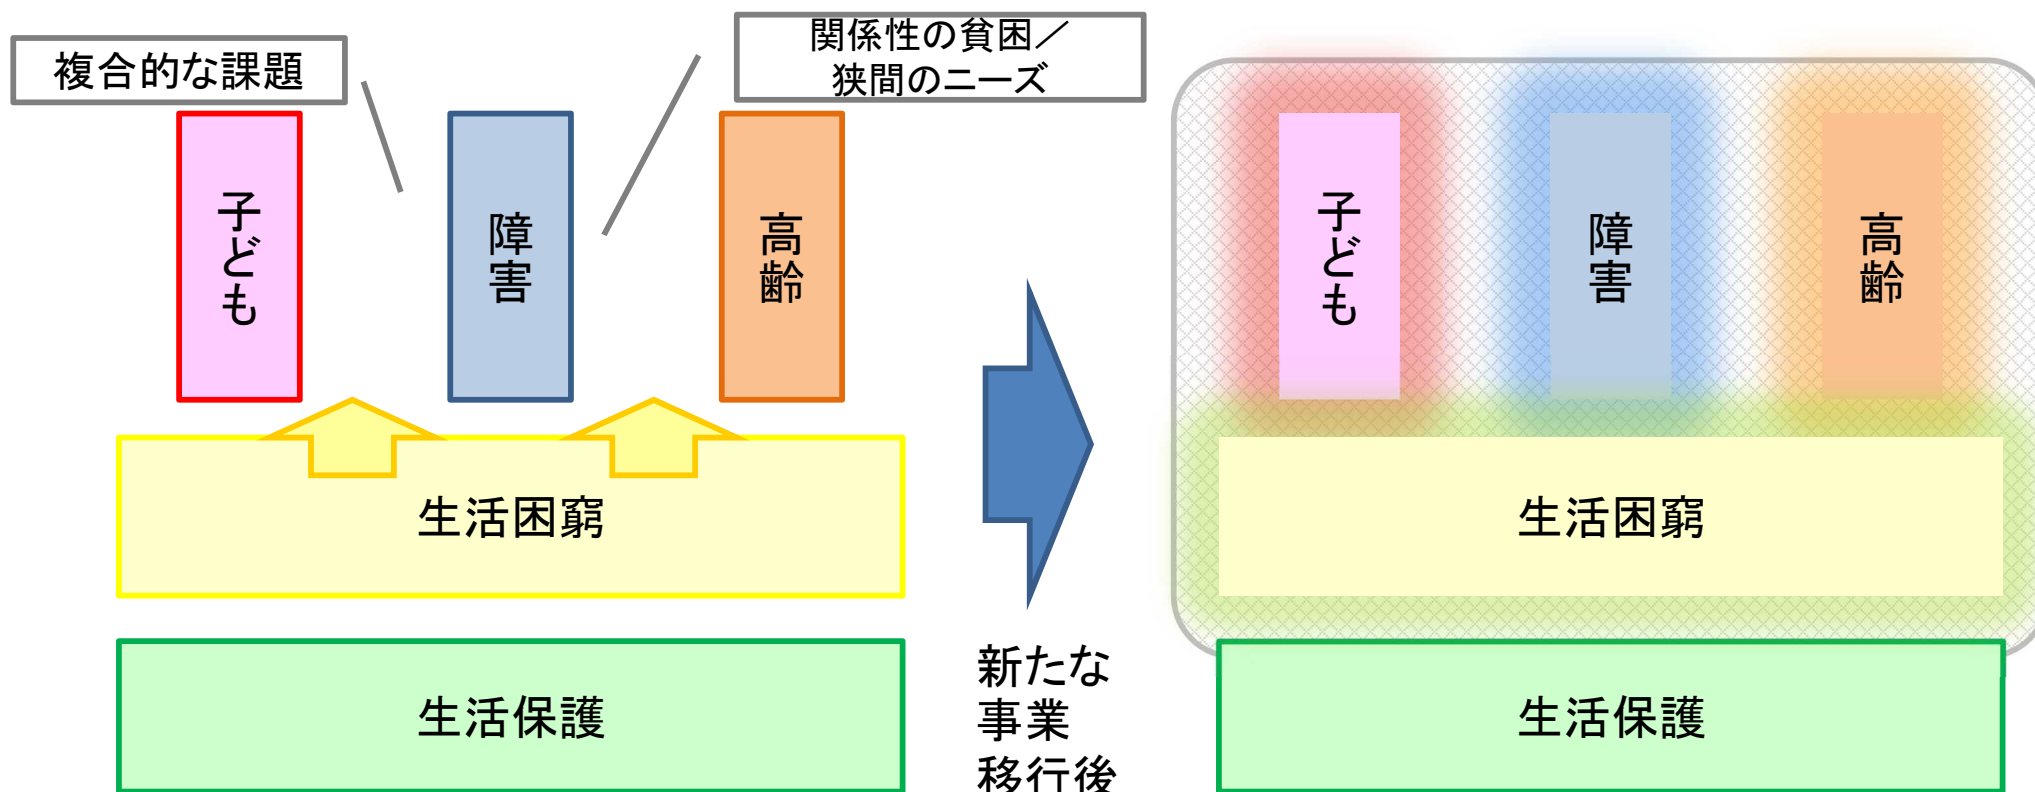 複合的な課題
関係性の貧困／
狭間のニーズ
子ども
障害
高齢
生活困窮
生活保護
新たな
事業
移行後
子ども
障害
高齢
生活困窮
生活保護